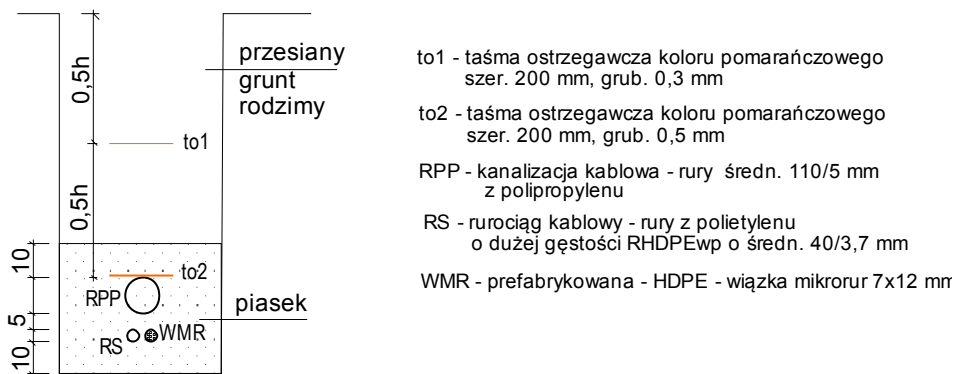 0,5h
przesiany
grunt
rodzimy
to1
0,5h
10
to2
RPP
piasek
5
WMR
RS
10
to1 - taśma ostrzegawcza koloru pomarańczowego
szer. 200 mm, grub. 0,3 mm
to2 - taśma ostrzegawcza koloru pomarańczowego
szer. 200 mm, grub. 0,5 mm
RPP - kanalizacja kablowa - rury średn. 110/5 mm
z polipropylenu
RS - rurociąg kablowy - rury z polietylenu
o dużej gęstości RHDPEwp o średn. 40/3,7 mm
WMR - prefabrykowana - HDPE - wiązka mikrorur 7x12 mm